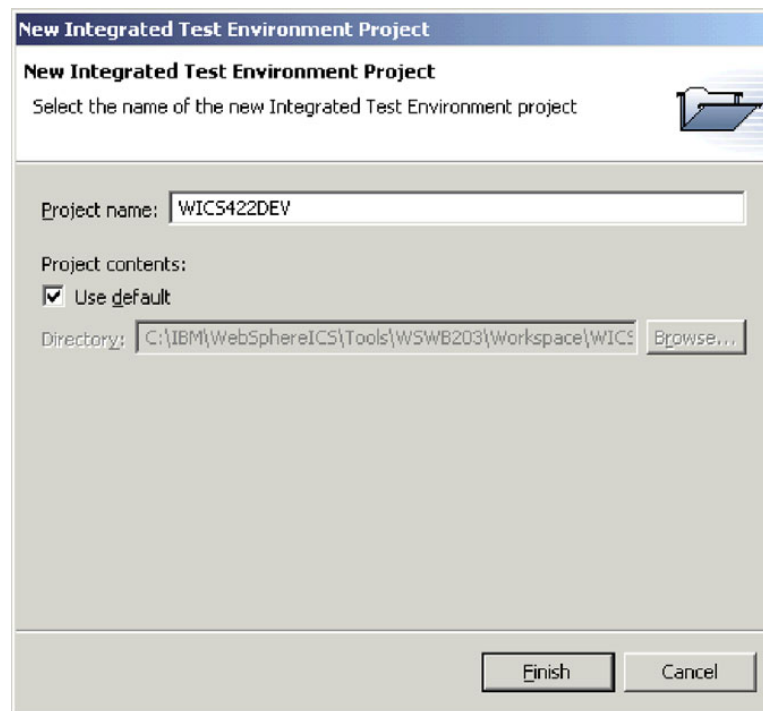 New Integrated Test Environment Project
New Integrated Test Environment Project
Select the name of the new Integrated Test Environment project
Project name: WICS422DEV
Project contents:
Use default
Directory: C:\IBM\WebSphereICS\Tools\WSWB203\Workspace\WICS Browse...
Finish Cancel